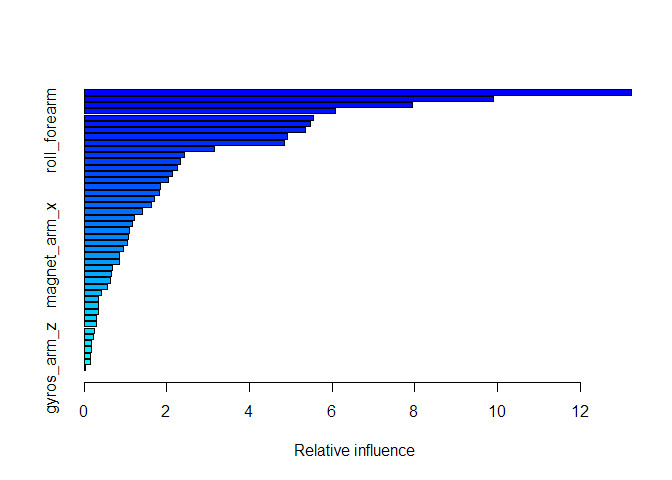 roll_forearm
magnet_arm_x
gyros_arm_z
0 2 4 6 8 10 12
Relative influence